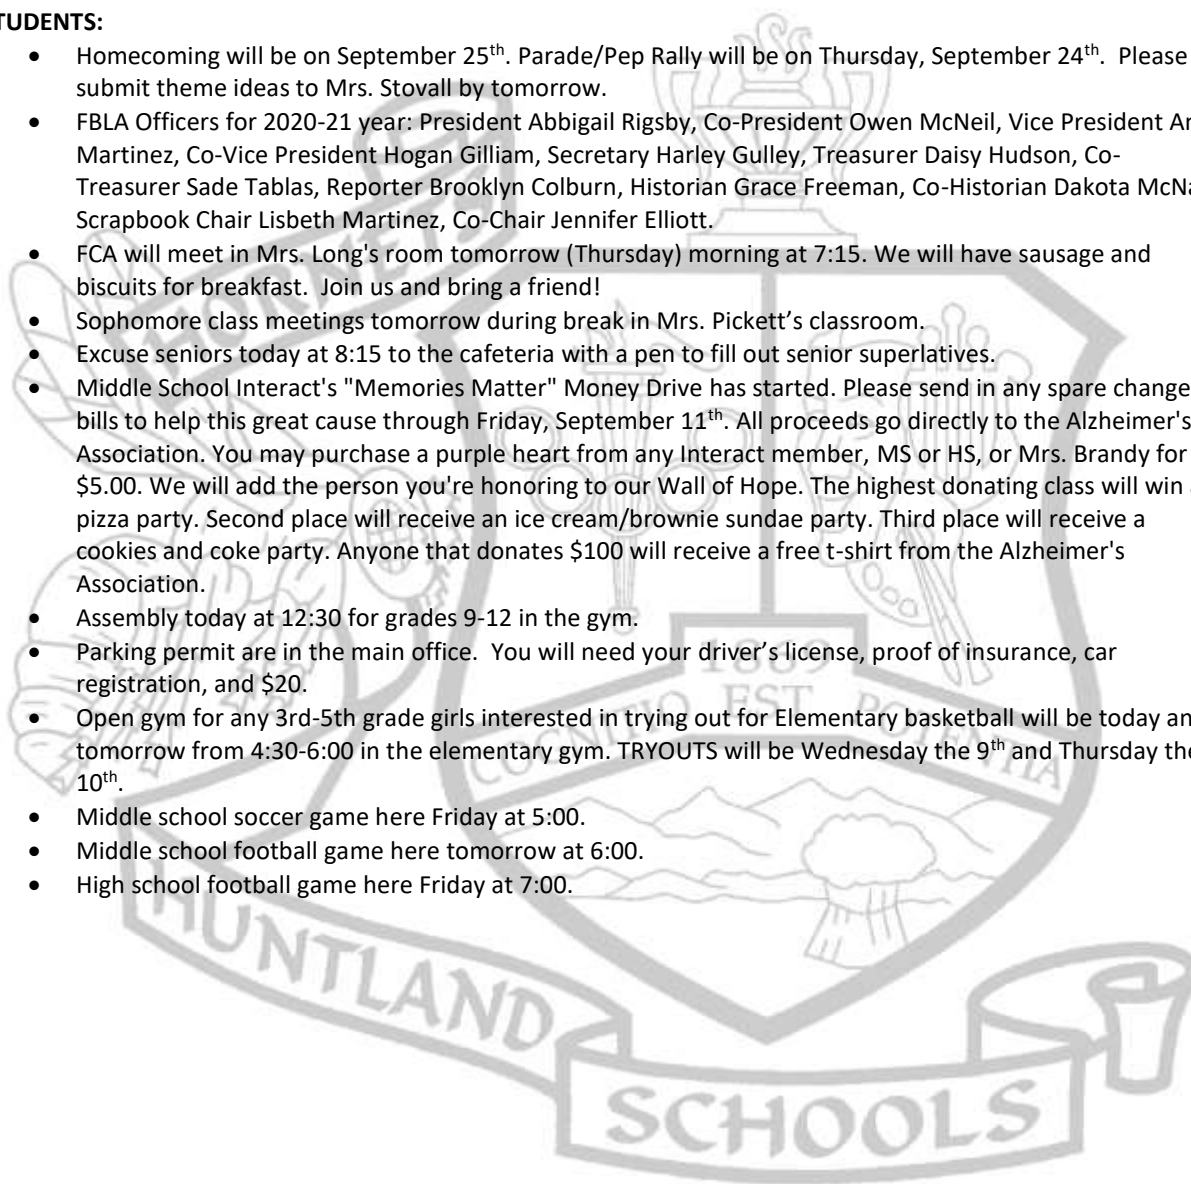 TUDENTS:
• Homecoming will be on September 25th. Parade/Pep Rally will be on Thursday, September 24th. Please
submit theme ideas to Mrs. Stovall by tomorrow.
• FBLA Officers for 2020-21 year: President Abbigail Rigsby, Co-President Owen McNeil, Vice President
Martinez, Co-Vice President Hogan Gilliam, Secretary Harley Gulley, Treasurer Daisy Hudson, Co-
Treasurer Sade Tablas, Reporter Brooklyn Colburn, Historian Grace Freeman, Co-Historian Dakota
Scrapbook Chair Lisbeth Martinez, Co-Chair Jennifer Elliott.
• FCA will meet in Mrs. Long's room tomorrow (Thursday) morning at 7:15. We will have sausage and
biscuits for breakfast. Join us and bring a friend!
• Sophomore class meetings tomorrow during break in Mrs. Pickett’s classroom.
• Excuse seniors today at 8:15 to the cafeteria with a pen to fill out senior superlatives.
• Middle School Interact's "Memories Matter" Money Drive has started. Please send in any spare change
bills to help this great cause through Friday, September 11th. All proceeds go directly to the Alzheimer's
Association. You may purchase a purple heart from any Interact member, MS or HS, or Mrs. Brandy for
$5.00. We will add the person you're honoring to our Wall of Hope. The highest donating class will win
pizza party. Second place will receive an ice cream/brownie sundae party. Third place will receive a
cookies and coke party. Anyone that donates $100 will receive a free t-shirt from the Alzheimer's
Association.
• Assembly today at 12:30 for grades 9-12 in the gym.
• Parking permit are in the main office. You will need your driver’s license, proof of insurance, car
registration, and $20.
• Open gym for any 3rd-5th grade girls interested in trying out for Elementary basketball will be today
tomorrow from 4:30-6:00 in the elementary gym. TRYOUTS will be Wednesday the 9th and Thursday the
10th.
• Middle school soccer game here Friday at 5:00.
• Middle school football game here tomorrow at 6:00.
• High school football game here Friday at 7:00.
HORNETS
1889
COGNITIO EST POTENTIA
HUNTLAND
SCHOOLS